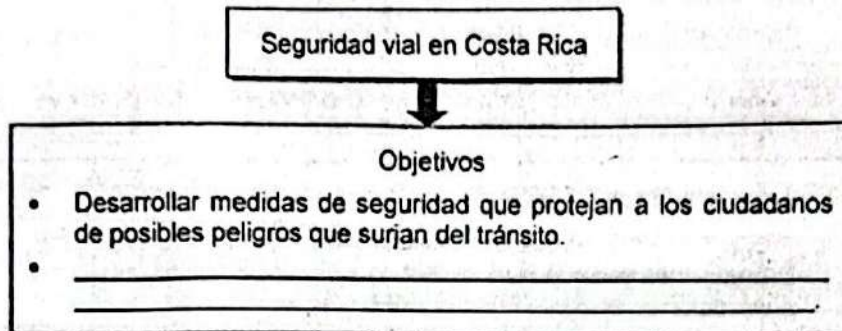 Seguridad vial en Costa Rica
Objetivos
• Desarrollar medidas de seguridad que protejan a los ciudadanos
de posibles peligros que surjan del tránsito.
•